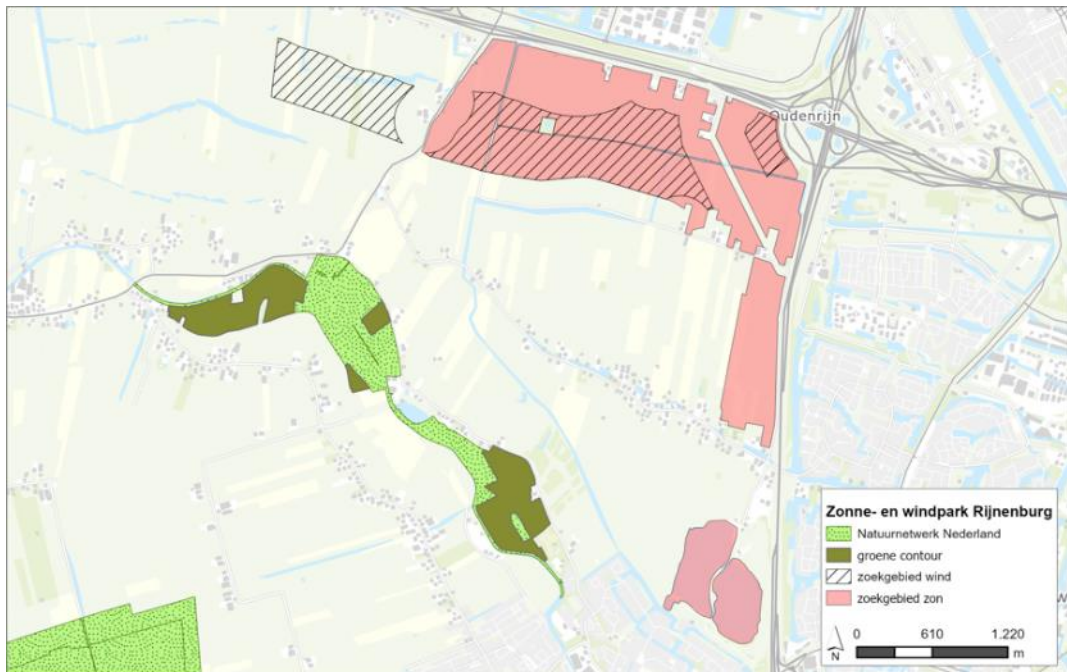 Oudenrijn
Zonne- en windpark Rijnenburg
Natuurnetwerk Nederland
groene contour
zoekgebied wind
zoekgebied zon
N
0 610 1.220
m